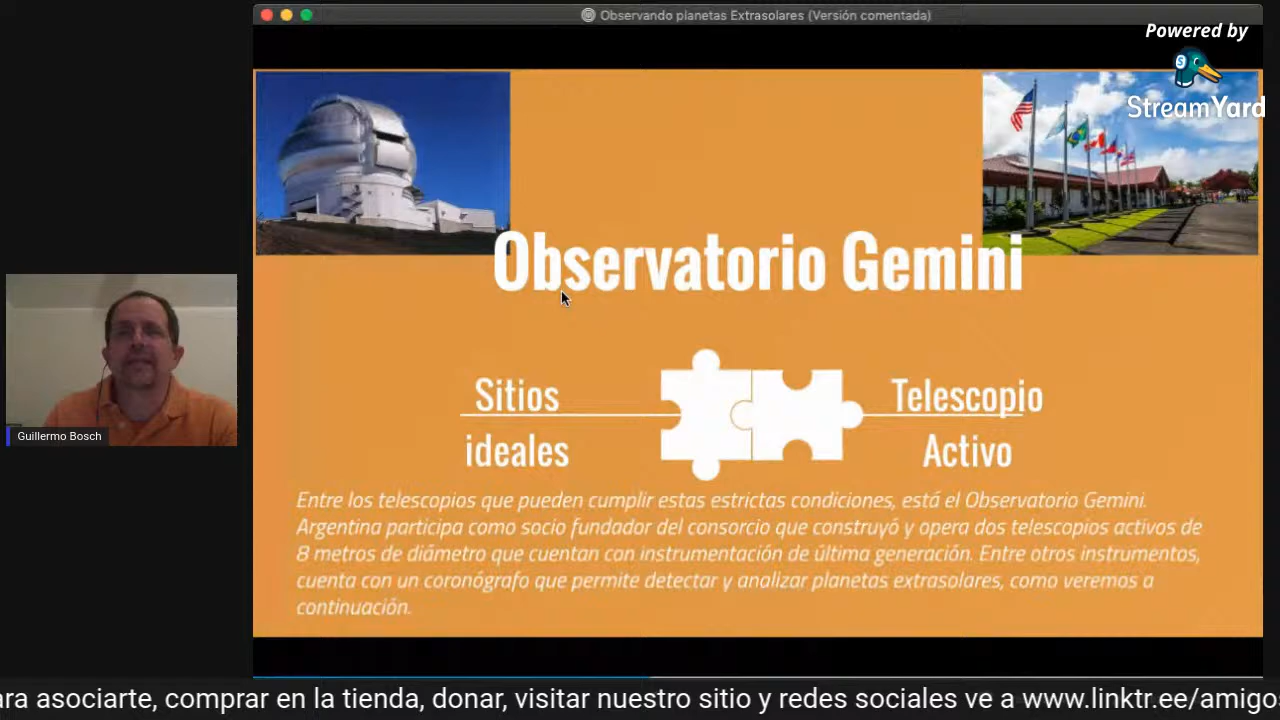 Observando planetas Extrasolares (Versión comentada)
Powered by
StreamYard
Observatorio Gemini
Sitios
ideales
Telescopio
Activo
Entre los telescopios que pueden cumplir estas estrictas condiciones, está el Observatorio Gemini.
Argentina participa como socio fundador del consorcio que construyó y opera dos telescopios activos de
8 metros de diámetro que cuentan con instrumentación de última generación. Entre otros instrumentos,
cuenta con un coronógrafo que permite detectar y analizar planetas extrasolares, como veremos a
continuación.
Guillermo Bosch
ara asociarte, comprar en la tienda, donar, visitar nuestro sitio y redes sociales ve a www.linktr.ee/amigo